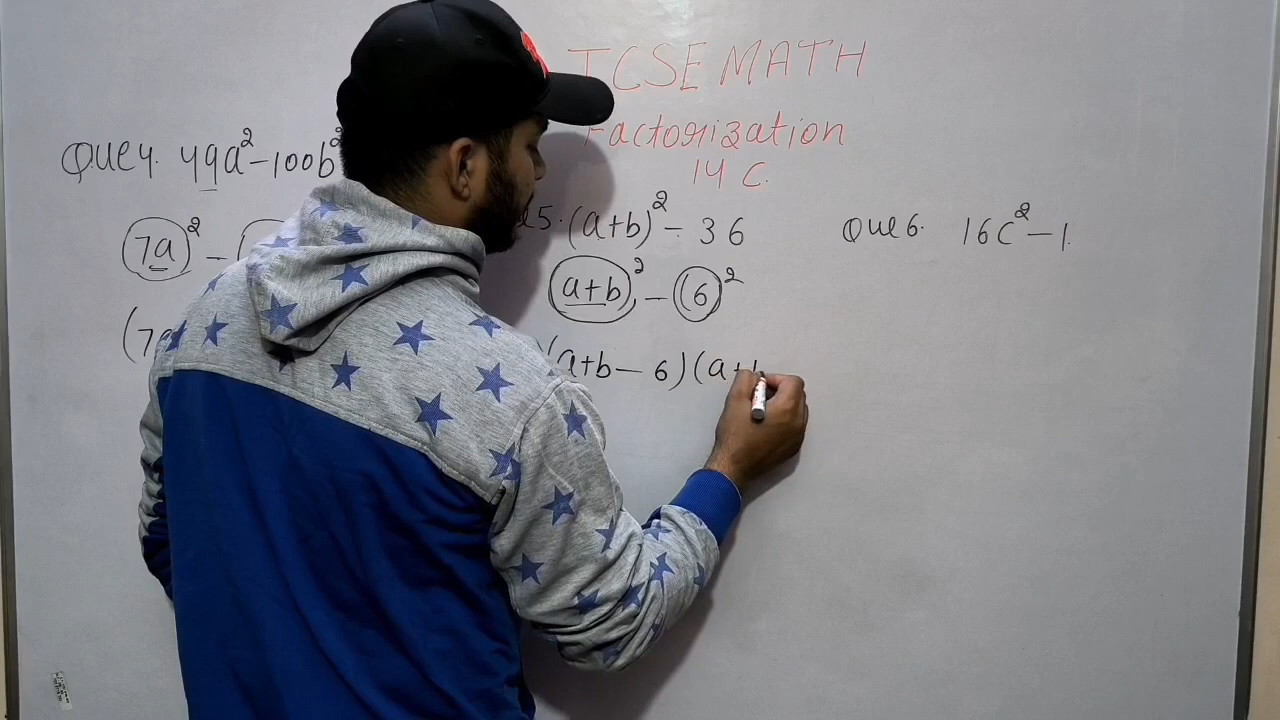 ICSE MATH
Factorization
14 C.
Que4. 49a²-100b²
(7a)² - (
(7a
5. (a+b)² - 36
(a+b)² - (6)²
(a+b-6)(a+
Que6. 16c²-1.